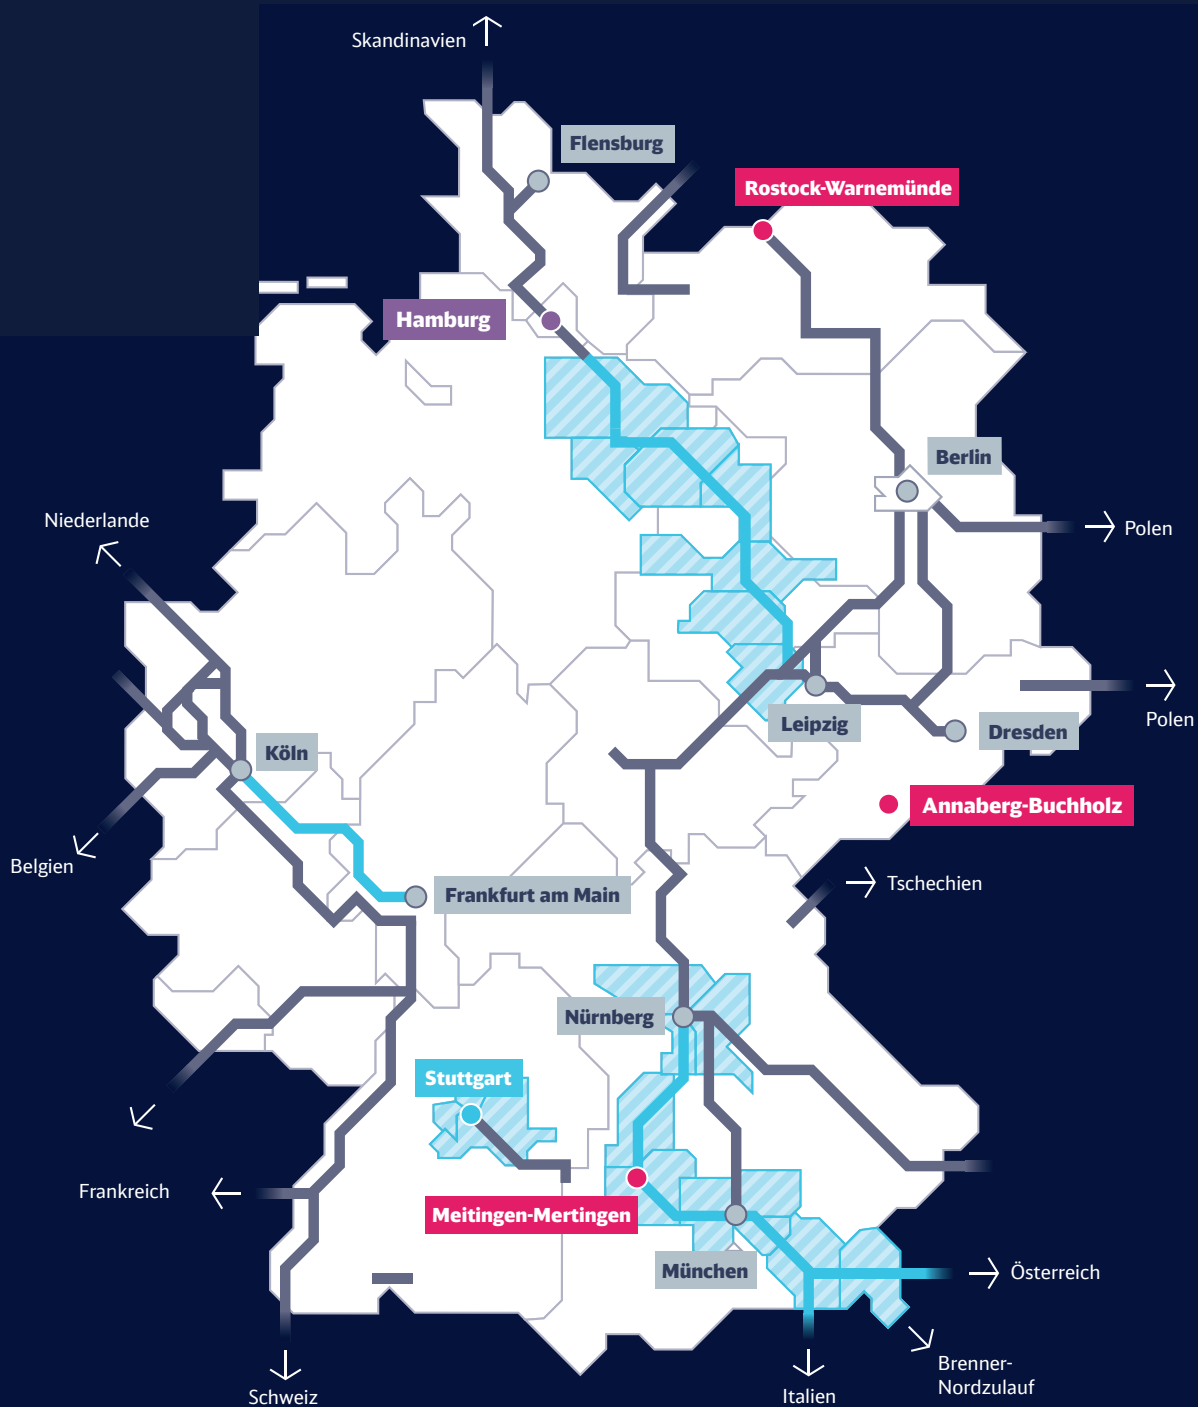 Skandinavien
Flensburg
Rostock-Warnemünde
Hamburg
Berlin
Niederlande
Polen
Polen
Leipzig
Dresden
Köln
Annaberg-Buchholz
Belgien
Tschechien
Frankfurt am Main
Nürnberg
Stuttgart
Frankreich
Meitingen-Mertingen
München
Österreich
Brenner-
Nordzulauf
Schweiz
Italien